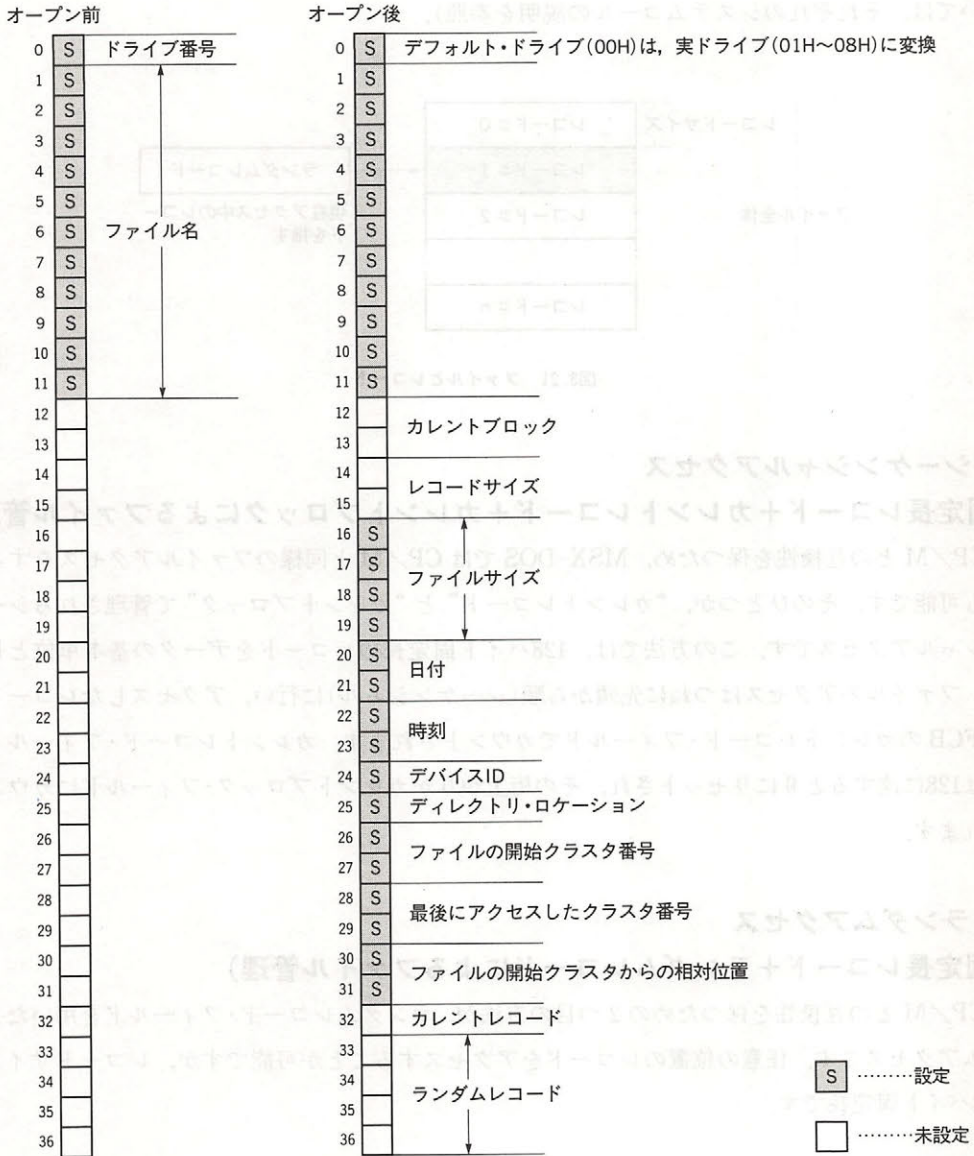 オープン前
オープン後
0 S ドライブ番号
1 S
2 S
3 S
4 S
5 S
6 S ファイル名
7 S
8 S
9 S
10 S
11 S
12
13
14
15
16
17
18
19
20
21
22
23
24
25
26
27
28
29
30
31
32
33
34
35
36
0 S デフォルト・ドライブ(00H)は,実ドライブ(01H〜08H)に変換
1 S
2 S
3 S
4 S
5 S
6 S
7 S
8 S
9 S
10 S
11 S
12
カレントブロック
13
14
レコードサイズ
15
16 S
17 S
ファイルサイズ
18 S
19 S
20 S
日付
21 S
22 S
時刻
23 S
24 S デバイスID
25 S ディレクトリ・ロケーション
26 S
ファイルの開始クラスタ番号
27 S
28 S
最後にアクセスしたクラスタ番号
29 S
30 S
ファイルの開始クラスタからの相対位置
31 S
32 カレントレコード
33
34
ランダムレコード
35
36
S ………設定
………未設定